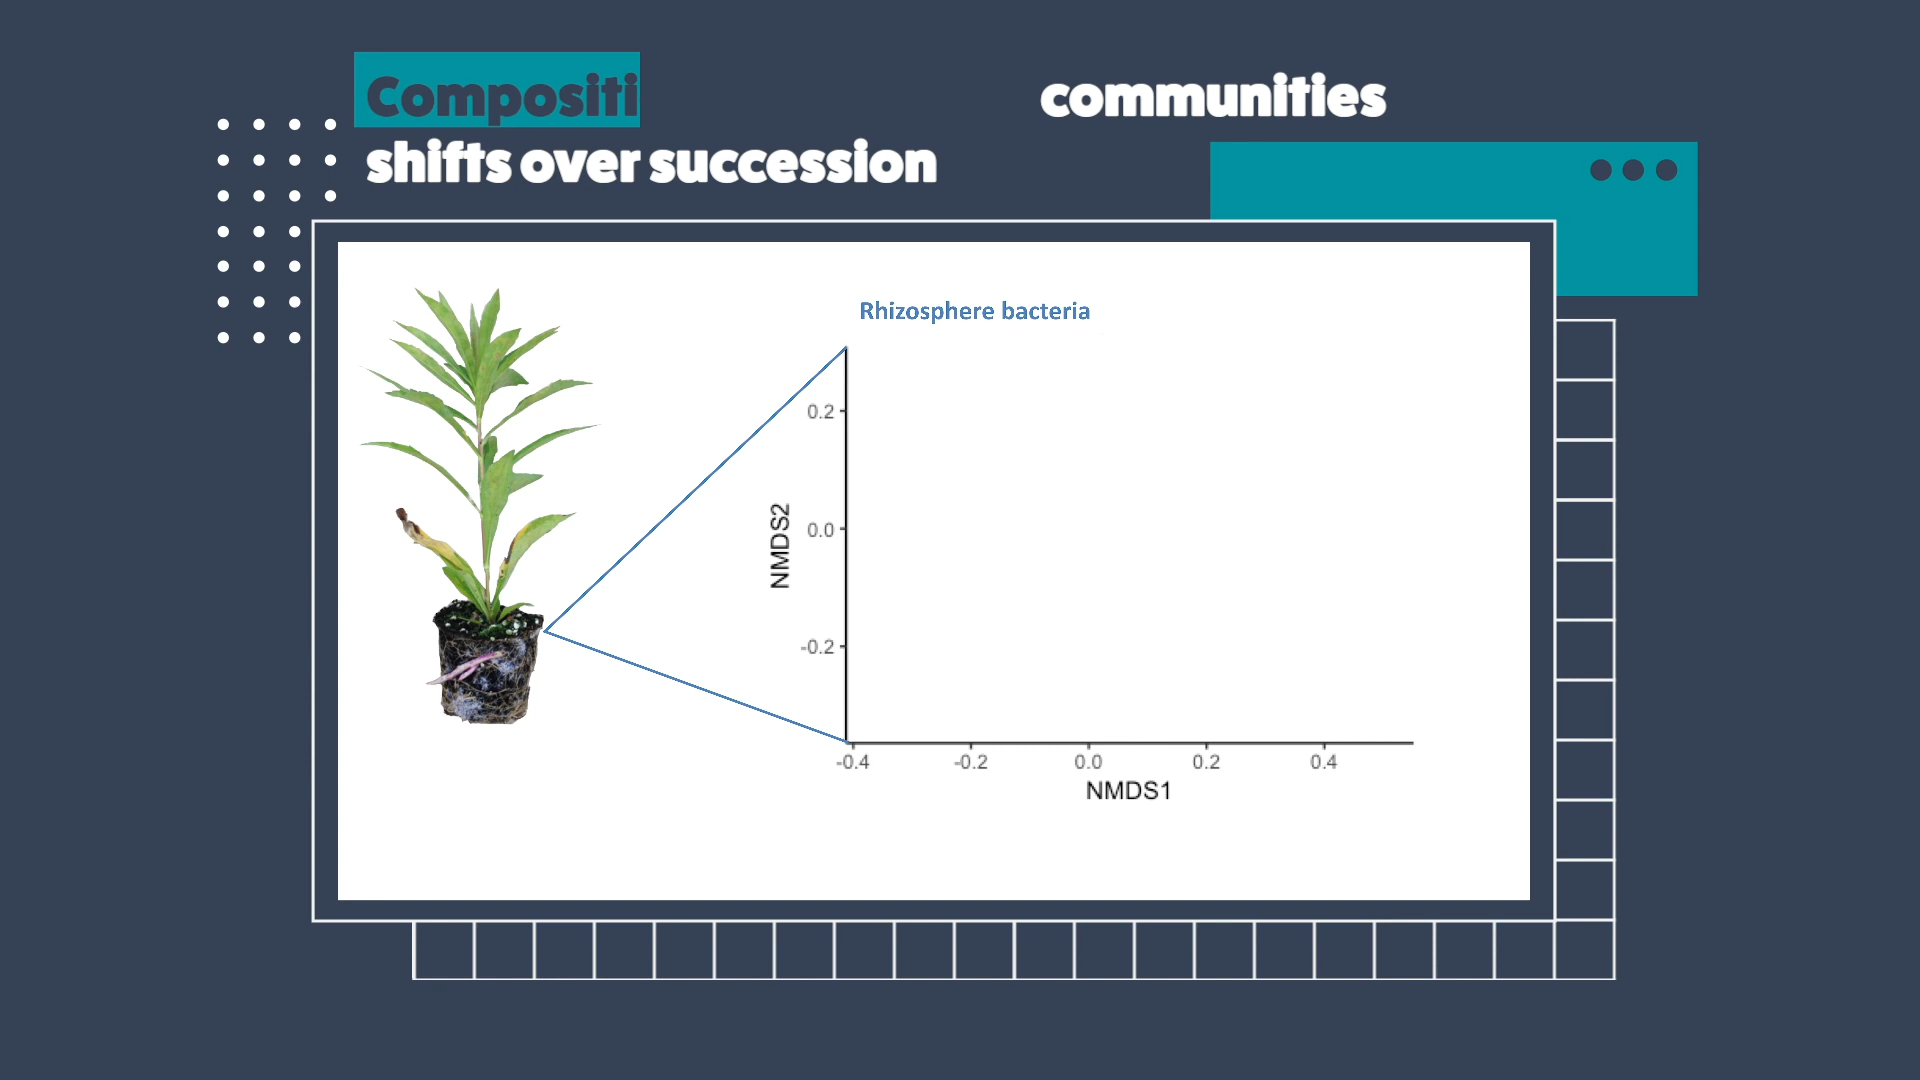 Compositi communities
shifts over succession
Rhizosphere bacteria
0.2
0.0
-0.2
NMDS2
-0.4 -0.2 0.0 0.2 0.4
NMDS1